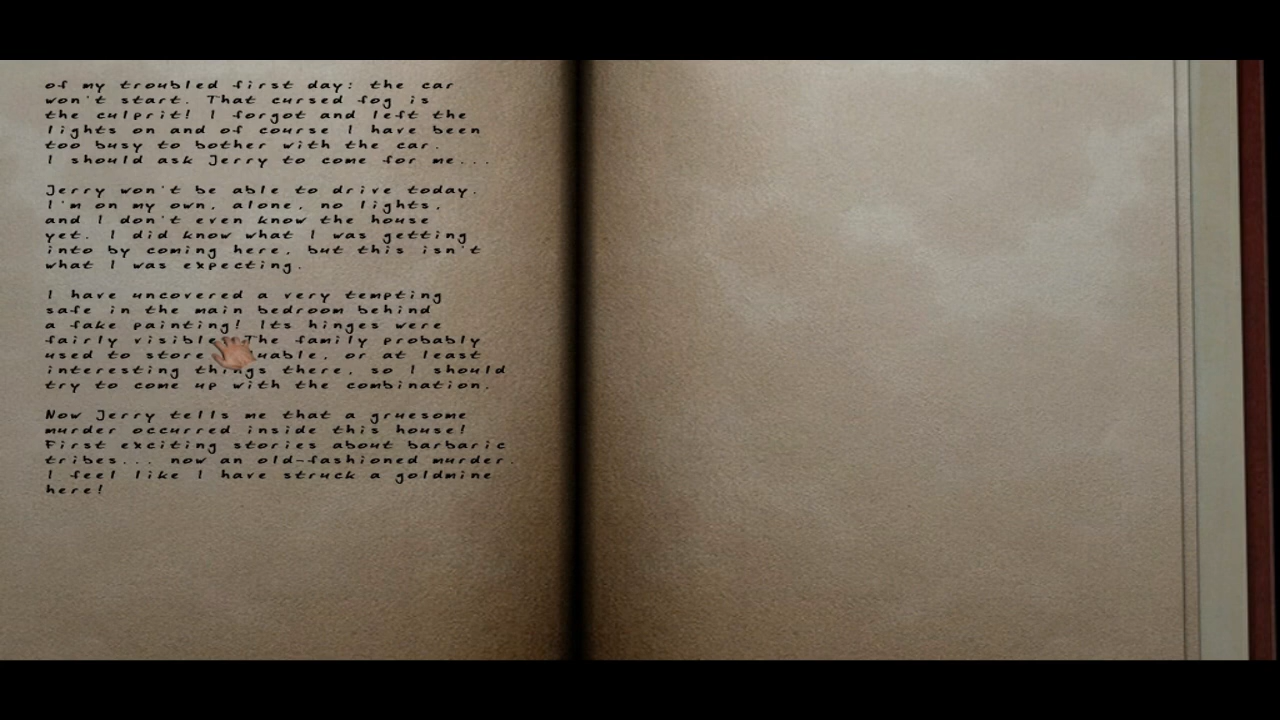 of my troubled first day: the car
won't start. That cursed fog is
the culprit! I forgot and left the
lights on and of course I have been
too busy to bother with the car.
I should ask Jerry to come for me...
Jerry won't be able to drive today.
I'm on my own, alone, no lights,
and I don't even know the house
yet. I did know what I was getting
into by coming here, but this isn't
what I was expecting.
I have uncovered a very tempting
safe in the main bedroom behind
a fake painting! Its hinges were
fairly visible. The family probably
used to store or at least
interesting things there, so I should
try to come up with the combination.
Now Jerry tells me that a gruesome
murder occurred inside this house!
First exciting stories about barbaric
tribes... now an old-fashioned murder.
I feel like I have struck a goldmine
here!